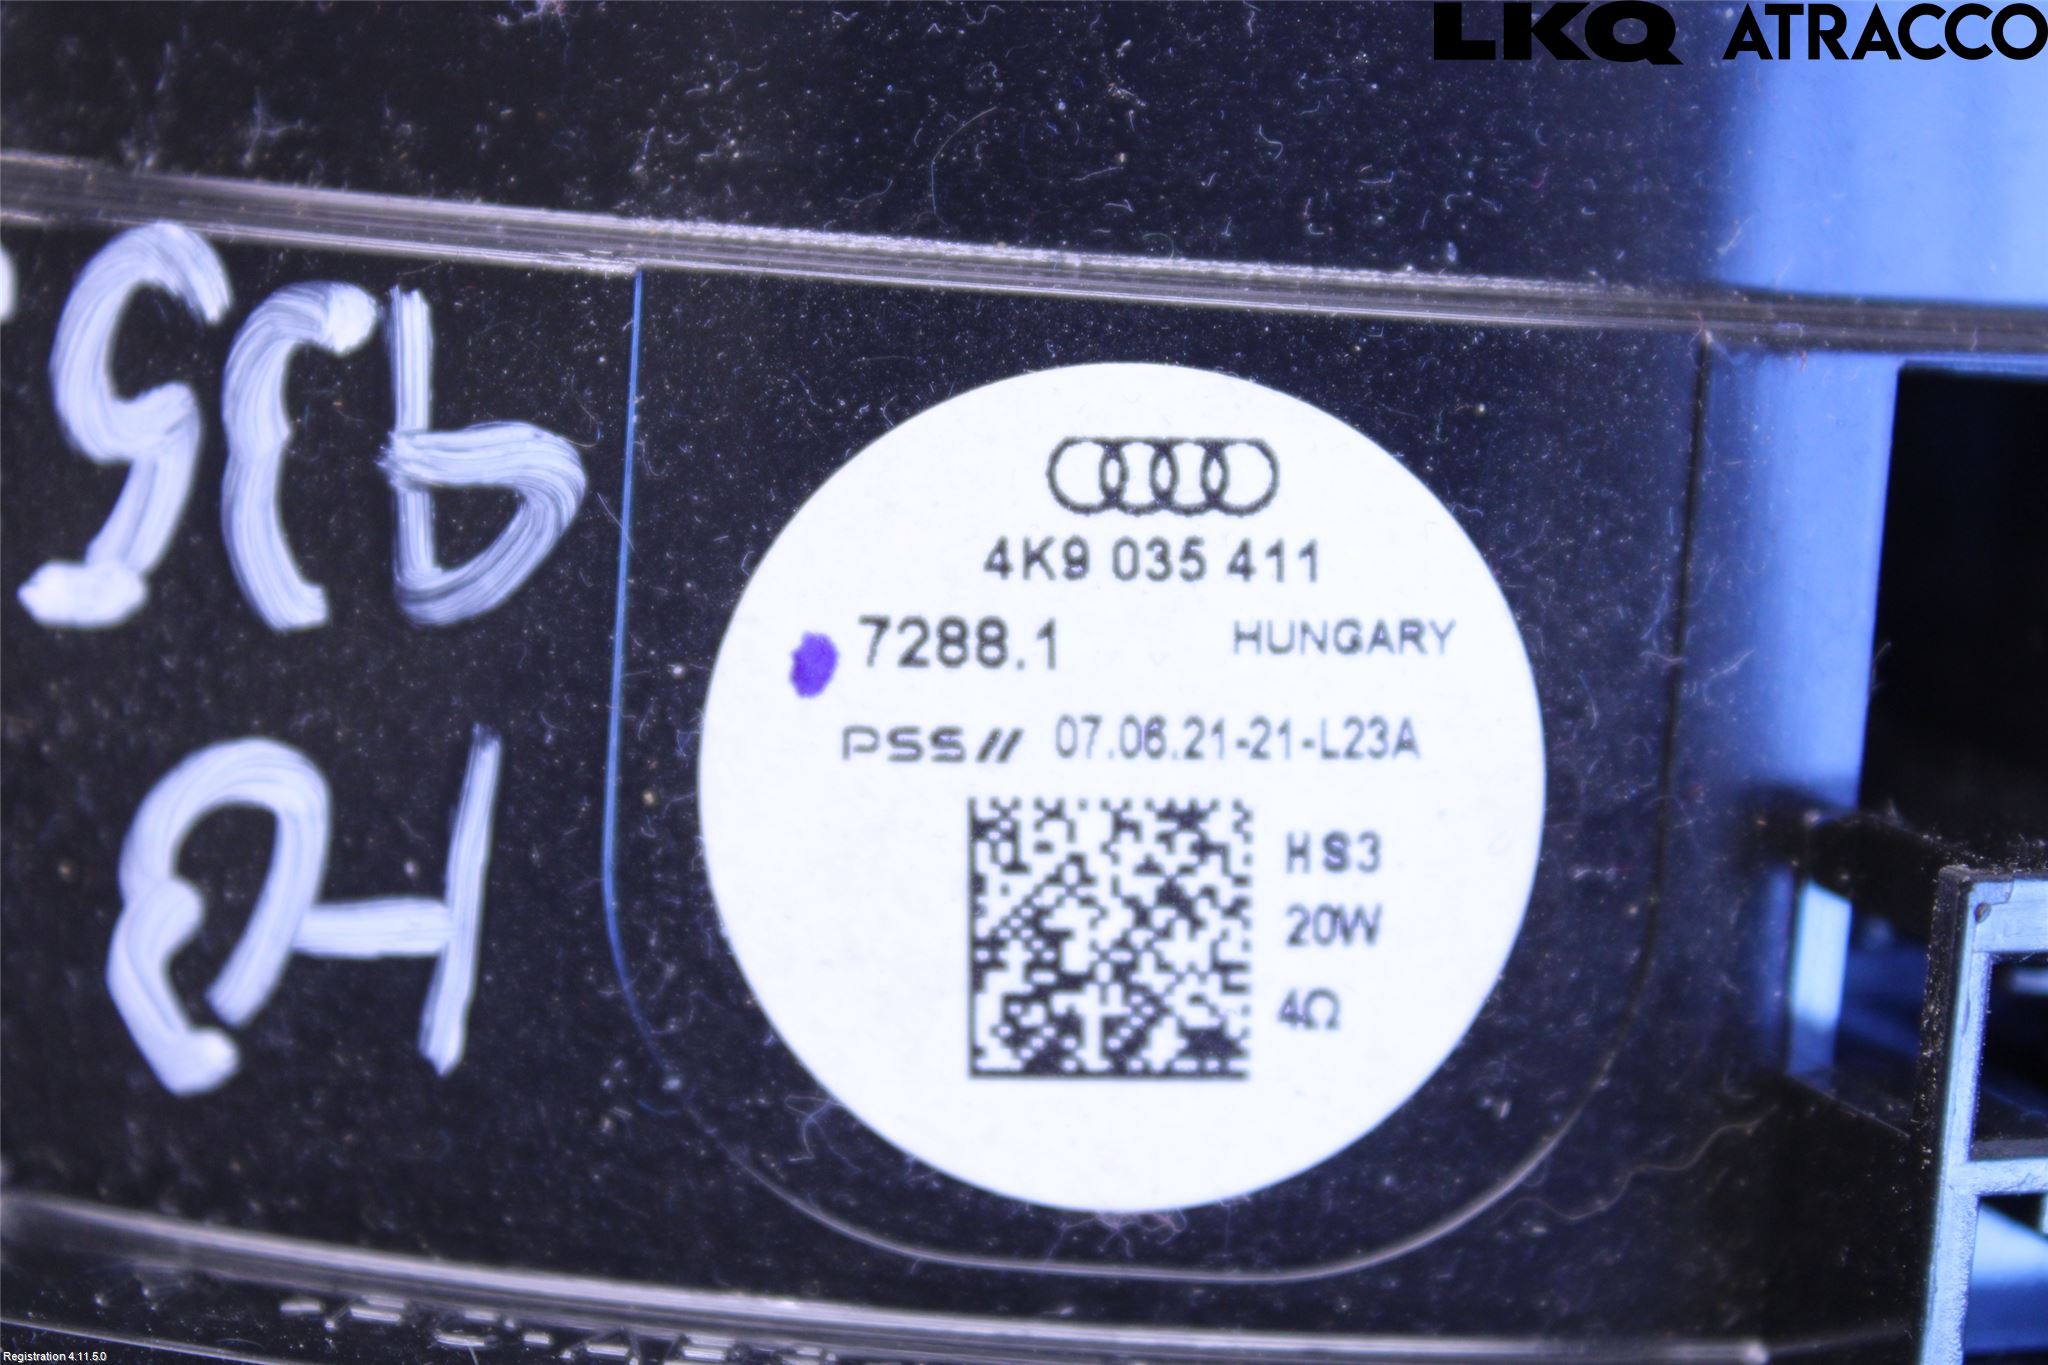 LKQ ATRACCO
4K9 035 411
7288.1 HUNGARY
PSS// 07.06.21-21-L23A
HS3
20W
4Ω
Registration 4.11.5.0